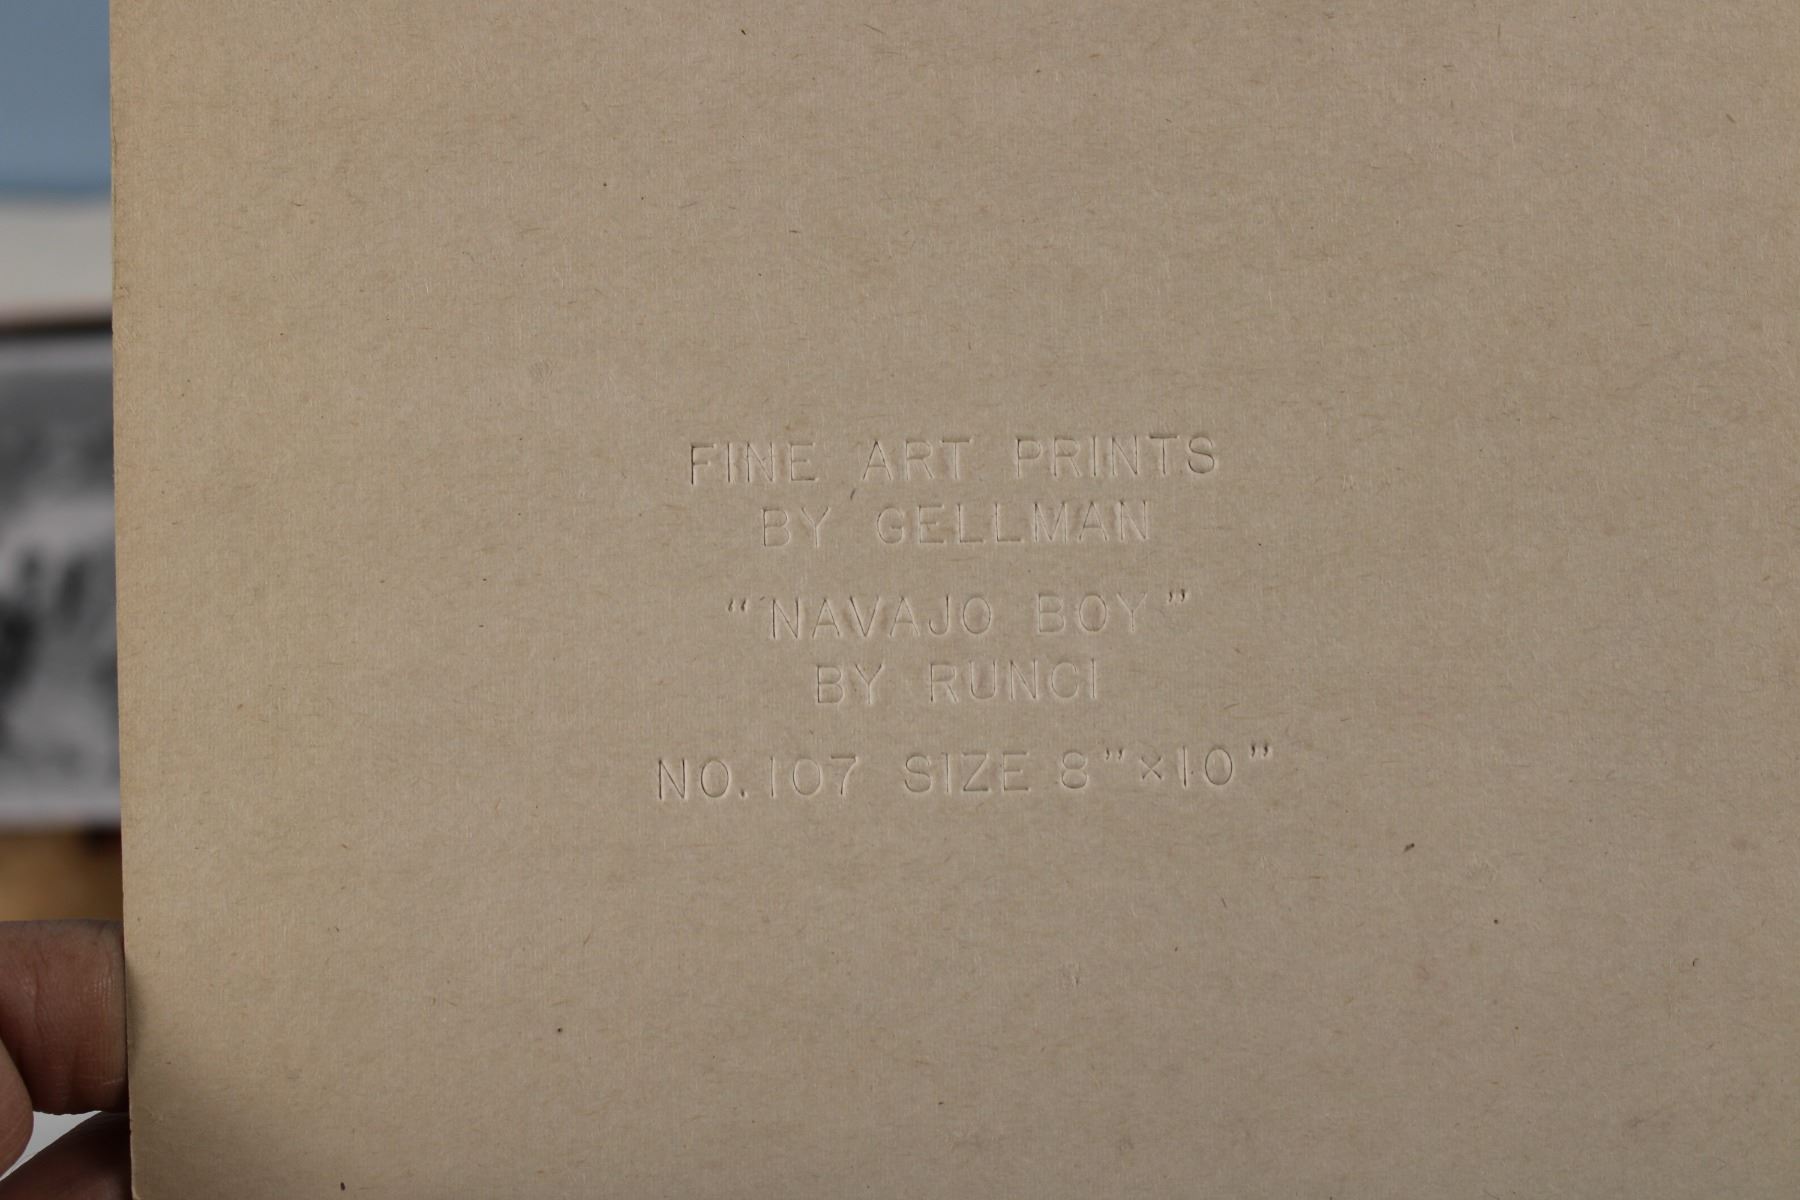 FINE ART PRINTS
BY GELLMAN
"NAVAJO BOY"
BY RUNCI
NO. 107 SIZE 8"×10"